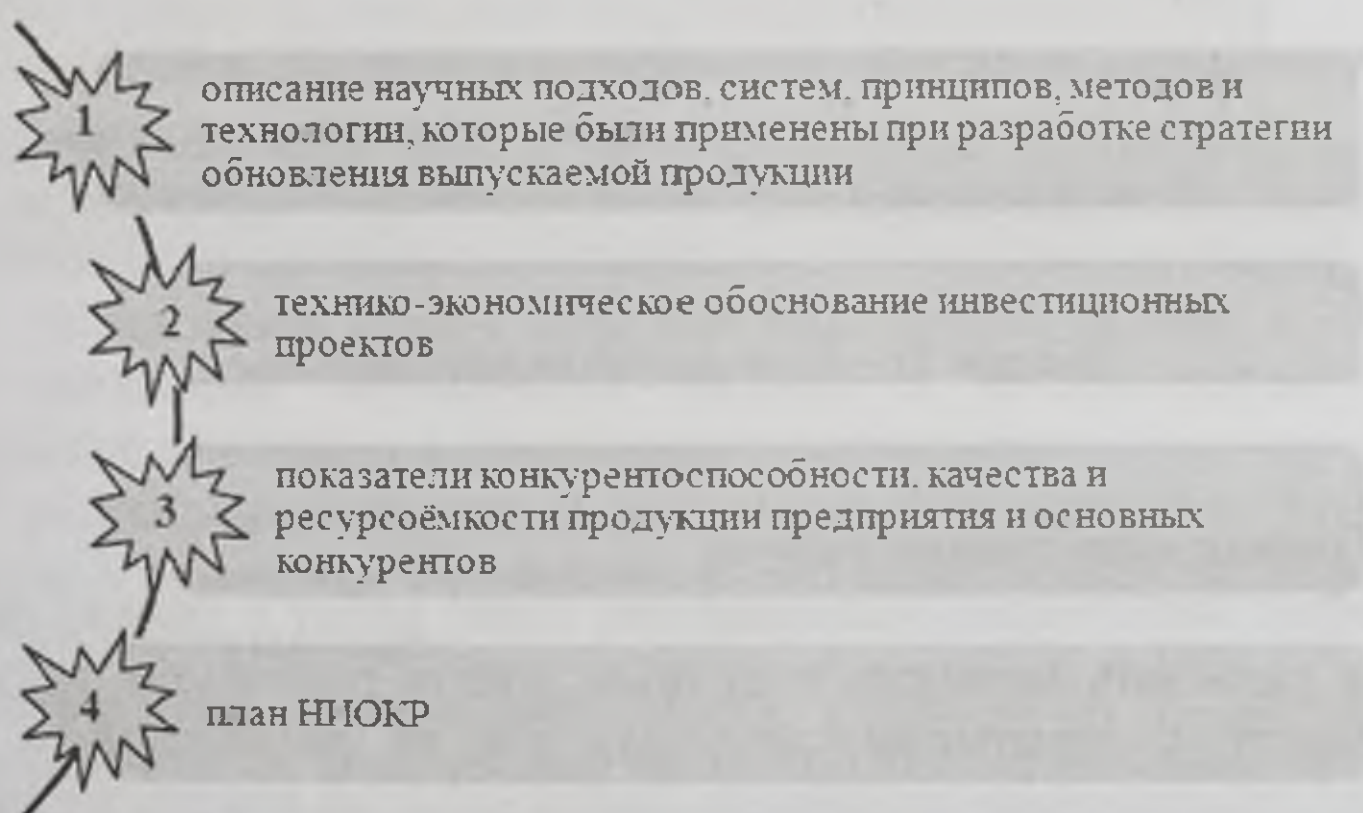 1
описание научных подходов, систем, принципов, методов и
технологии, которые были применены при разработке стратегии
обновления выпускаемой продукции
2
технико-экономическое обоснование инвестиционных
проектов
3
показатели конкурентоспособности, качества и
ресурсоёмкости продукции предприятия и основных
конкурентов
4
план НИОКР